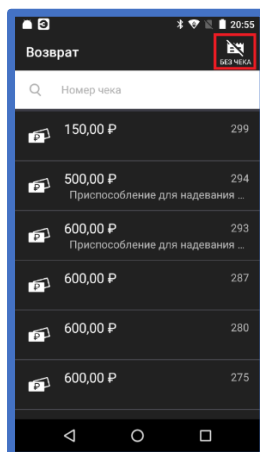 20:55
Возврат
БЕЗ ЧЕКА
Номер чека
150,00 ₽ 299
500,00 ₽ 294
Приспособление для надевания ...
600,00 ₽ 293
Приспособление для надевания ...
600,00 ₽ 287
600,00 ₽ 280
600,00 ₽ 275